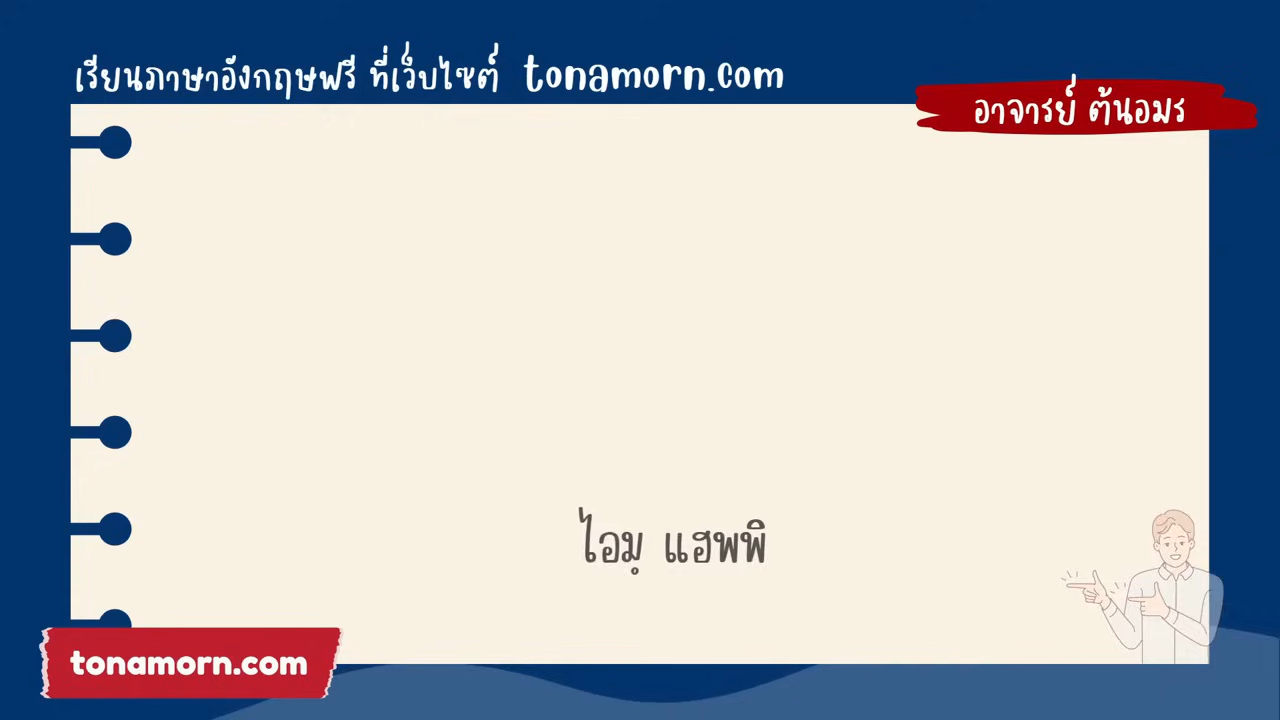 เรียนภาษาอังกฤษฟรี ที่เว็บไซต์ tonamorn.com
อาจารย์ ต้นอมร
ไอมฺ แฮพพิ
tonamorn.com